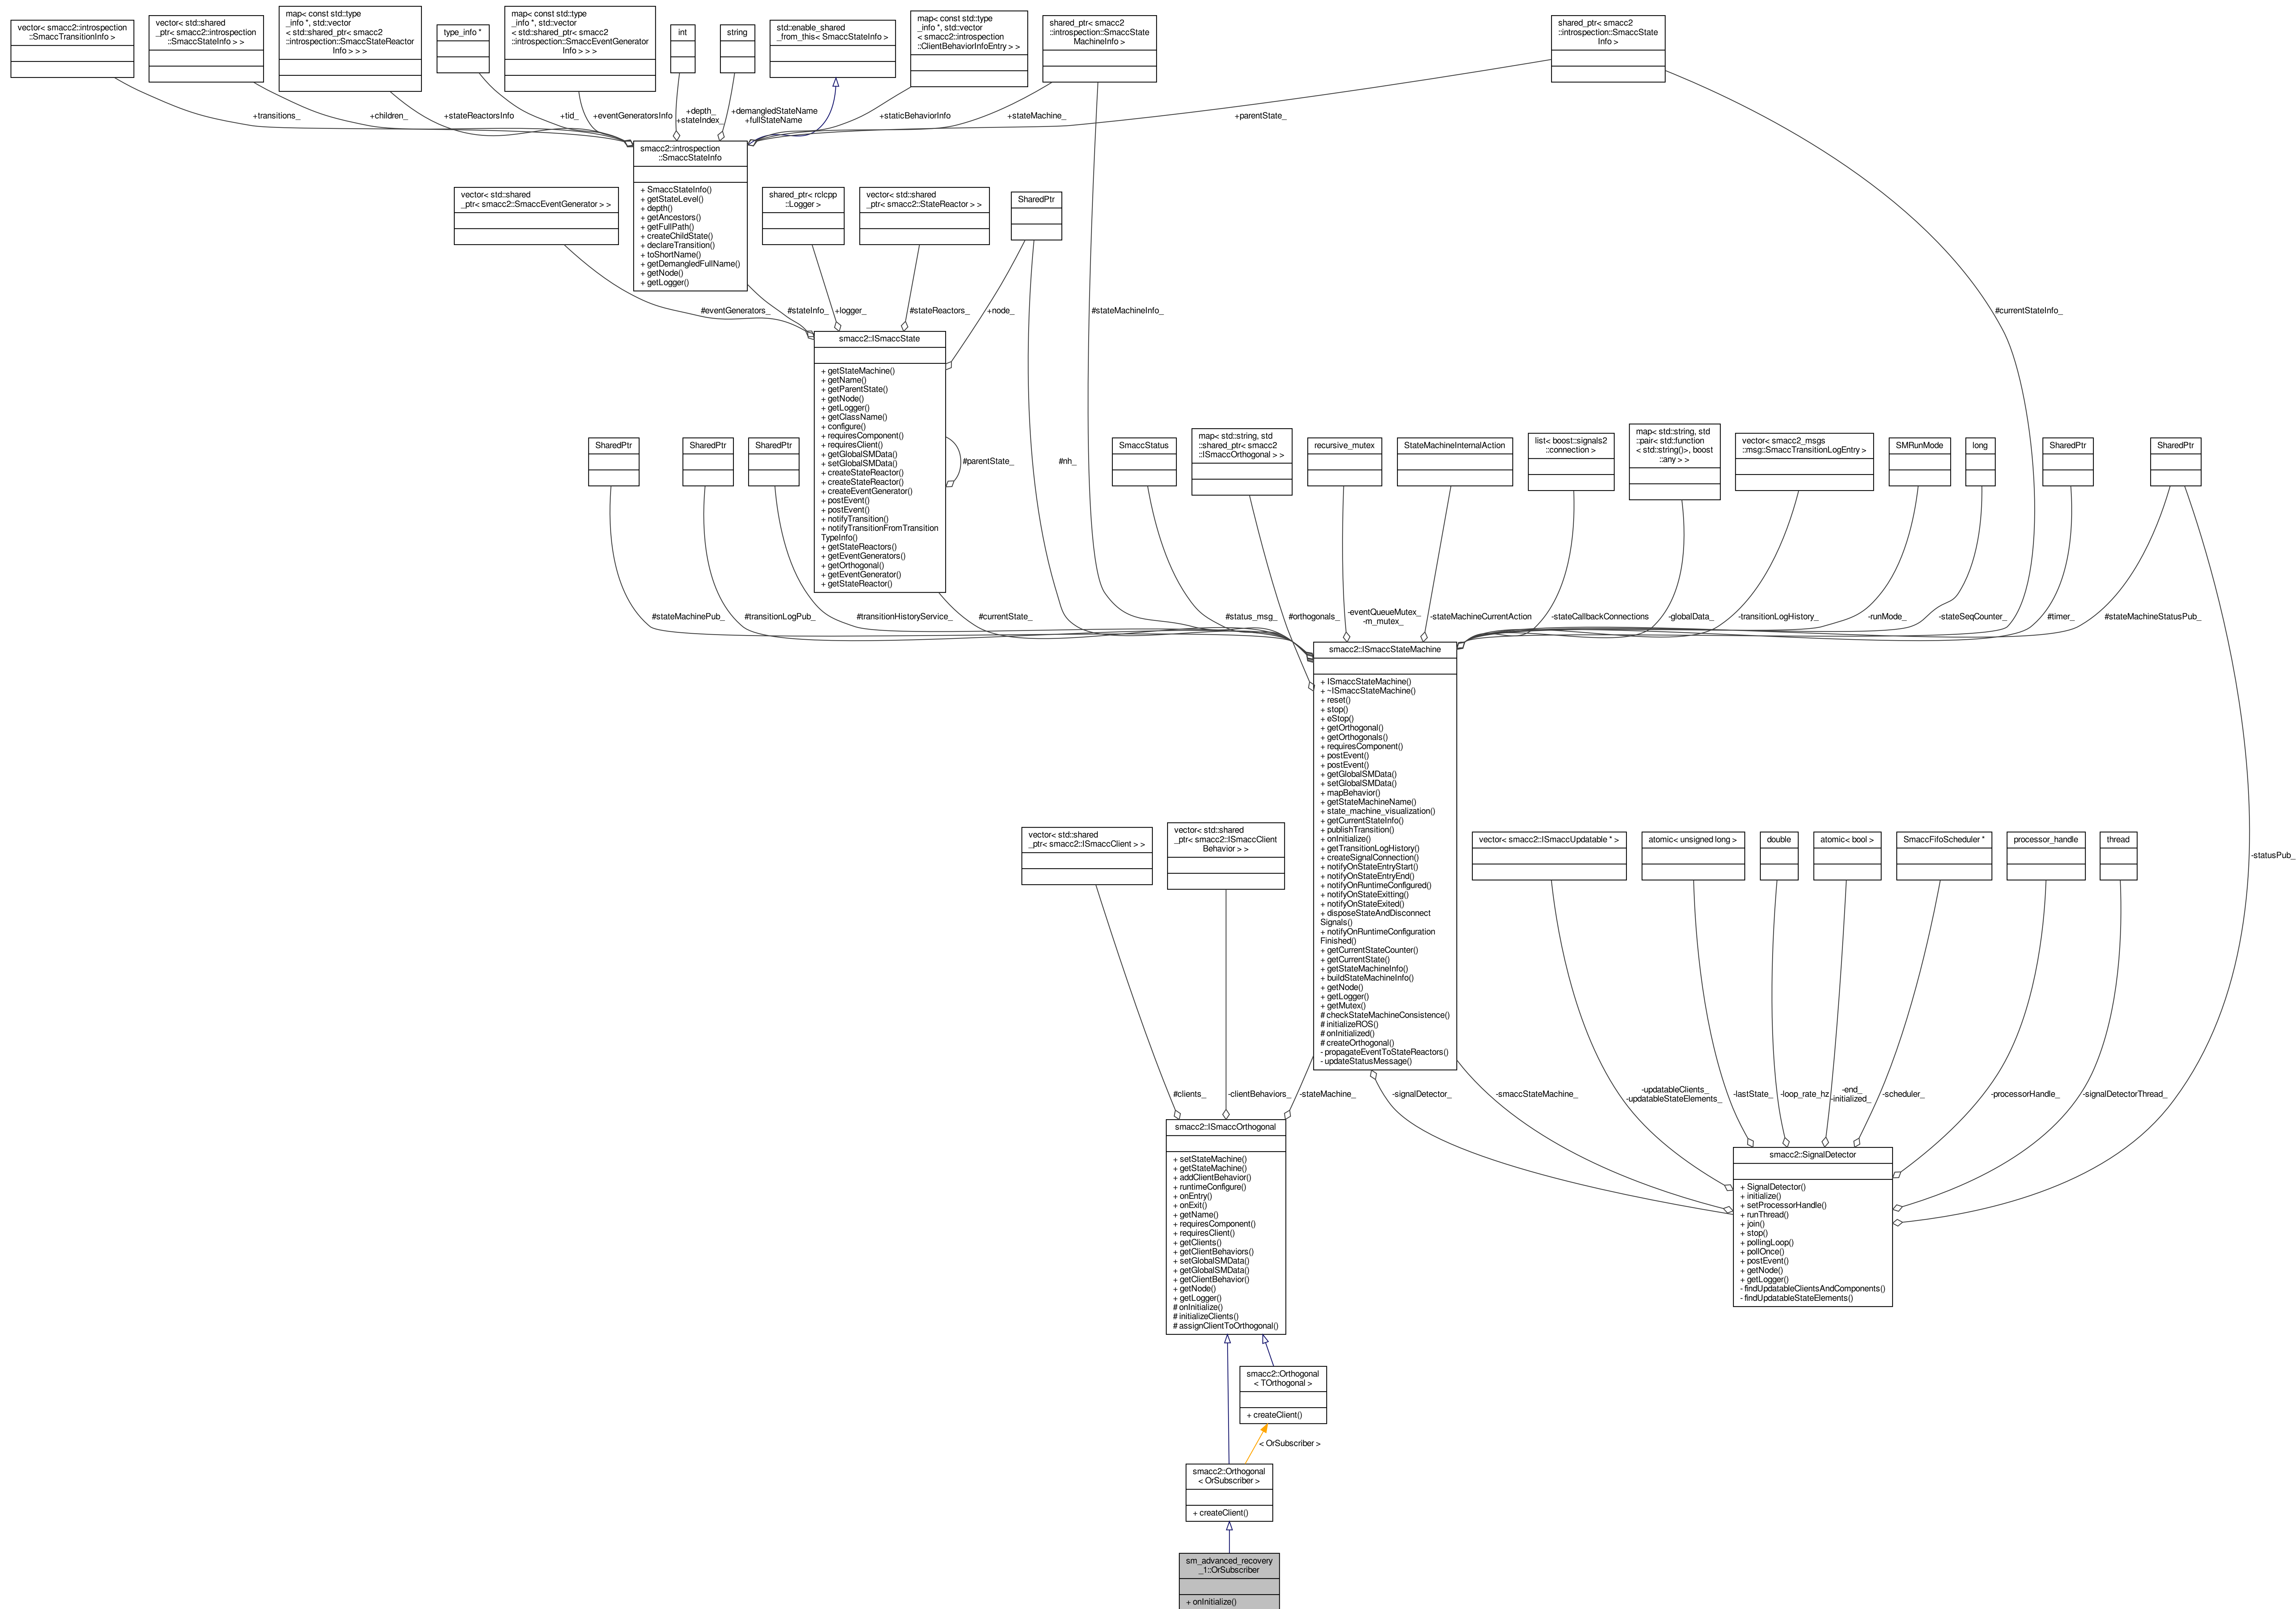 vector< smacc2::introspection
::SmaccTransitionInfo >
vector< std::shared
_ptr< smacc2::introspection
::SmaccStateInfo > >
map< const std::type
_info *, std::vector
< std::shared_ptr< smacc2
::introspection::SmaccStateReactor
Info > > >
type_info *
map< const std::type
_info *, std::vector
< std::shared_ptr< smacc2
::introspection::SmaccEventGenerator
Info > > >
int
string
std::enable_shared
_from_this< SmaccStateInfo >
map< const std::type
_info *, std::vector
< smacc2::introspection
::ClientBehaviorInfoEntry > >
shared_ptr< smacc2
::introspection::SmaccState
MachineInfo >
shared_ptr< smacc2
::introspection::SmaccState
Info >
+transitions_
+children_
+stateReactorsInfo
+tid_
+eventGeneratorsInfo
+depth_
+stateIndex_
+demangledStateName
+fullStateName
+staticBehaviorInfo
+stateMachine_
+parentState_
smacc2::introspection
::SmaccStateInfo
+ SmaccStateInfo()
+ getStateLevel()
+ depth()
+ getAncestors()
+ getFullPath()
+ createChildState()
+ declareTransition()
+ toShortName()
+ getDemangledFullName()
+ getNode()
+ getLogger()
vector< std::shared
_ptr< smacc2::SmaccEventGenerator > >
shared_ptr< rclcpp
::Logger >
vector< std::shared
_ptr< smacc2::StateReactor > >
SharedPtr
#eventGenerators_
#stateInfo_
+logger_
#stateReactors_
+node_
#stateMachineInfo_
#currentStateInfo_
smacc2::ISmaccState
+ getStateMachine()
+ getName()
+ getParentState()
+ getNode()
+ getLogger()
+ getClassName()
+ configure()
+ requiresComponent()
+ requiresClient()
+ getGlobalSMData()
+ setGlobalSMData()
+ createStateReactor()
+ createStateReactor()
+ createEventGenerator()
+ postEvent()
+ postEvent()
+ notifyTransition()
+ notifyTransitionFromTransition
TypeInfo()
+ getStateReactors()
+ getEventGenerators()
+ getOrthogonal()
+ getEventGenerator()
+ getStateReactor()
#parentState_
#nh_
SharedPtr
SharedPtr
SharedPtr
SmaccStatus
map< std::string, std
::shared_ptr< smacc2
::ISmaccOrthogonal > >
recursive_mutex
StateMachineInternalAction
list< boost::signals2
::connection >
map< std::string, std
::pair< std::function
< std::string()>, boost
::any > >
vector< smacc2_msgs
::msg::SmaccTransitionLogEntry >
SMRunMode
long
SharedPtr
SharedPtr
#stateMachinePub_
#transitionLogPub_
#transitionHistoryService_
#currentState_
#status_msg_
#orthogonals_
-eventQueueMutex_
-m_mutex_
-stateMachineCurrentAction
-stateCallbackConnections
-globalData_
-transitionLogHistory_
-runMode_
-stateSeqCounter_
#timer_
#stateMachineStatusPub_
smacc2::ISmaccStateMachine
+ ISmaccStateMachine()
+ ~ISmaccStateMachine()
+ reset()
+ stop()
+ eStop()
+ getOrthogonal()
+ getOrthogonals()
+ requiresComponent()
+ postEvent()
+ postEvent()
+ getGlobalSMData()
+ setGlobalSMData()
+ mapBehavior()
+ getStateMachineName()
+ state_machine_visualization()
+ getCurrentStateInfo()
+ publishTransition()
+ onInitialize()
+ getTransitionLogHistory()
+ createSignalConnection()
+ notifyOnStateEntryStart()
+ notifyOnStateEntryEnd()
+ notifyOnRuntimeConfigured()
+ notifyOnStateExitting()
+ notifyOnStateExited()
+ disposeStateAndDisconnect
Signals()
+ notifyOnRuntimeConfiguration
Finished()
+ getCurrentStateCounter()
+ getCurrentState()
+ getStateMachineInfo()
+ buildStateMachineInfo()
+ getNode()
+ getLogger()
+ getMutex()
# checkStateMachineConsistence()
# initializeROS()
# onInitialized()
# createOrthogonal()
- propagateEventToStateReactors()
- updateStatusMessage()
vector< std::shared
_ptr< smacc2::ISmaccClient > >
vector< std::shared
_ptr< smacc2::ISmaccClient
Behavior > >
vector< smacc2::ISmaccUpdatable * >
atomic< unsigned long >
double
atomic< bool >
SmaccFifoScheduler *
processor_handle
thread
-statusPub_
#clients_
-clientBehaviors_
-stateMachine_
-signalDetector_
-smaccStateMachine_
-updatableClients_
-updatableStateElements_
-lastState_
-loop_rate_hz
-end_
-initialized_
-scheduler_
-processorHandle_
-signalDetectorThread_
smacc2::ISmaccOrthogonal
+ setStateMachine()
+ getStateMachine()
+ addClientBehavior()
+ runtimeConfigure()
+ onEntry()
+ onExit()
+ getName()
+ requiresComponent()
+ requiresClient()
+ getClients()
+ getClientBehaviors()
+ setGlobalSMData()
+ getGlobalSMData()
+ getClientBehavior()
+ getNode()
+ getLogger()
# onInitialize()
# initializeClients()
# assignClientToOrthogonal()
smacc2::SignalDetector
+ SignalDetector()
+ initialize()
+ setProcessorHandle()
+ runThread()
+ join()
+ stop()
+ pollingLoop()
+ pollOnce()
+ postEvent()
+ getNode()
+ getLogger()
- findUpdatableClientsAndComponents()
- findUpdatableStateElements()
smacc2::Orthogonal
< TOrthogonal >
+ createClient()
< OrSubscriber >
smacc2::Orthogonal
< OrSubscriber >
+ createClient()
sm_advanced_recovery
_1::OrSubscriber
+ onInitialize()